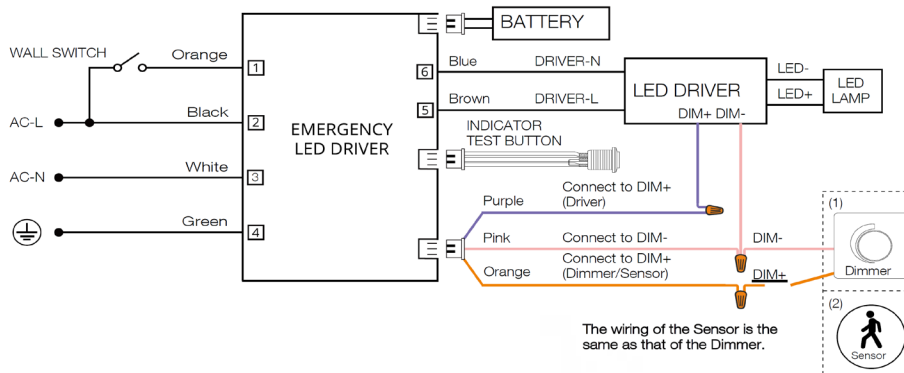 BATTERY
WALL SWITCH
Orange
1
6
Blue
DRIVER-N
LED DRIVER
LED-
LED+
LED
LAMP
AC-L
Black
2
5
Brown
DRIVER-L
DIM+ DIM-
EMERGENCY
LED DRIVER
INDICATOR
TEST BUTTON
AC-N
White
3
Green
4
Purple
Connect to DIM+
(Driver)
Pink
Connect to DIM-
DIM-
Orange
Connect to DIM+
(Dimmer/Sensor)
DIM+
(1)
Dimmer
(2)
Sensor
The wiring of the Sensor is the
same as that of the Dimmer.